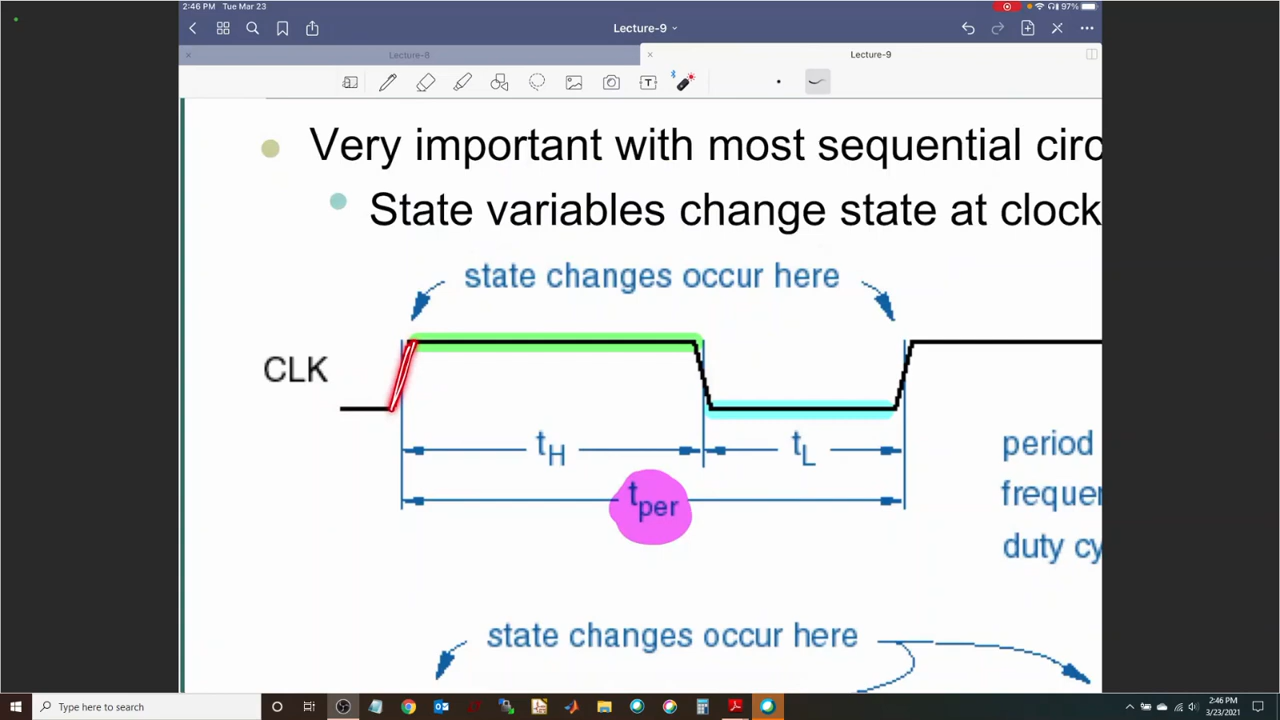 2:46 PM Tue Mar 23
97%
Lecture-9
Lecture-8
Lecture-9
Very important with most sequential circ
State variables change state at clock
state changes occur here
CLK
tH
tL
period
tper
frequen
duty cy
state changes occur here
Type here to search
2:46 PM
3/23/2021